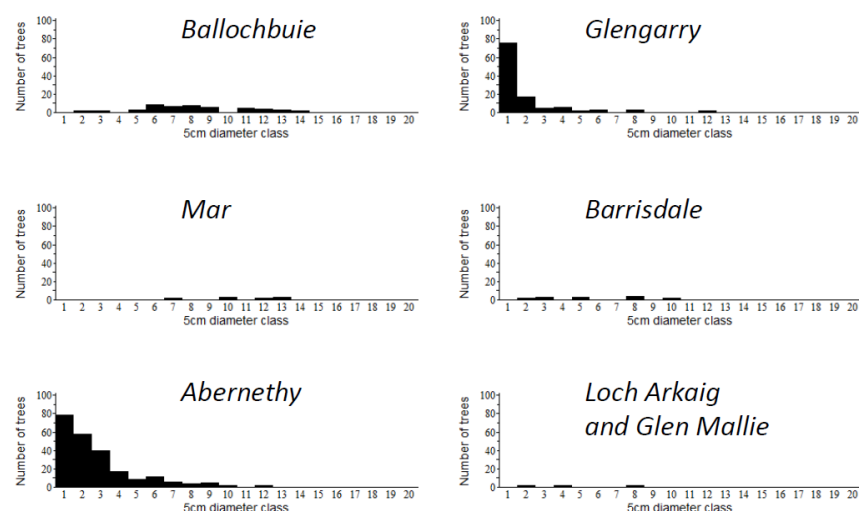 Ballochbuie
Number of trees
100
80
60
40
20
0
1 2 3 4 5 6 7 8 9 10 11 12 13 14 15 16 17 18 19 20
5cm diameter class
Glengarry
Number of trees
100
80
60
40
20
0
1 2 3 4 5 6 7 8 9 10 11 12 13 14 15 16 17 18 19 20
5cm diameter class
Mar
Number of trees
100
80
60
40
20
0
1 2 3 4 5 6 7 8 9 10 11 12 13 14 15 16 17 18 19 20
5cm diameter class
Barrisdale
Number of trees
100
80
60
40
20
0
1 2 3 4 5 6 7 8 9 10 11 12 13 14 15 16 17 18 19 20
5cm diameter class
Abernethy
Number of trees
100
80
60
40
20
0
1 2 3 4 5 6 7 8 9 10 11 12 13 14 15 16 17 18 19 20
5cm diameter class
Loch Arkaig
and Glen Mallie
Number of trees
100
80
60
40
20
0
1 2 3 4 5 6 7 8 9 10 11 12 13 14 15 16 17 18 19 20
5cm diameter class